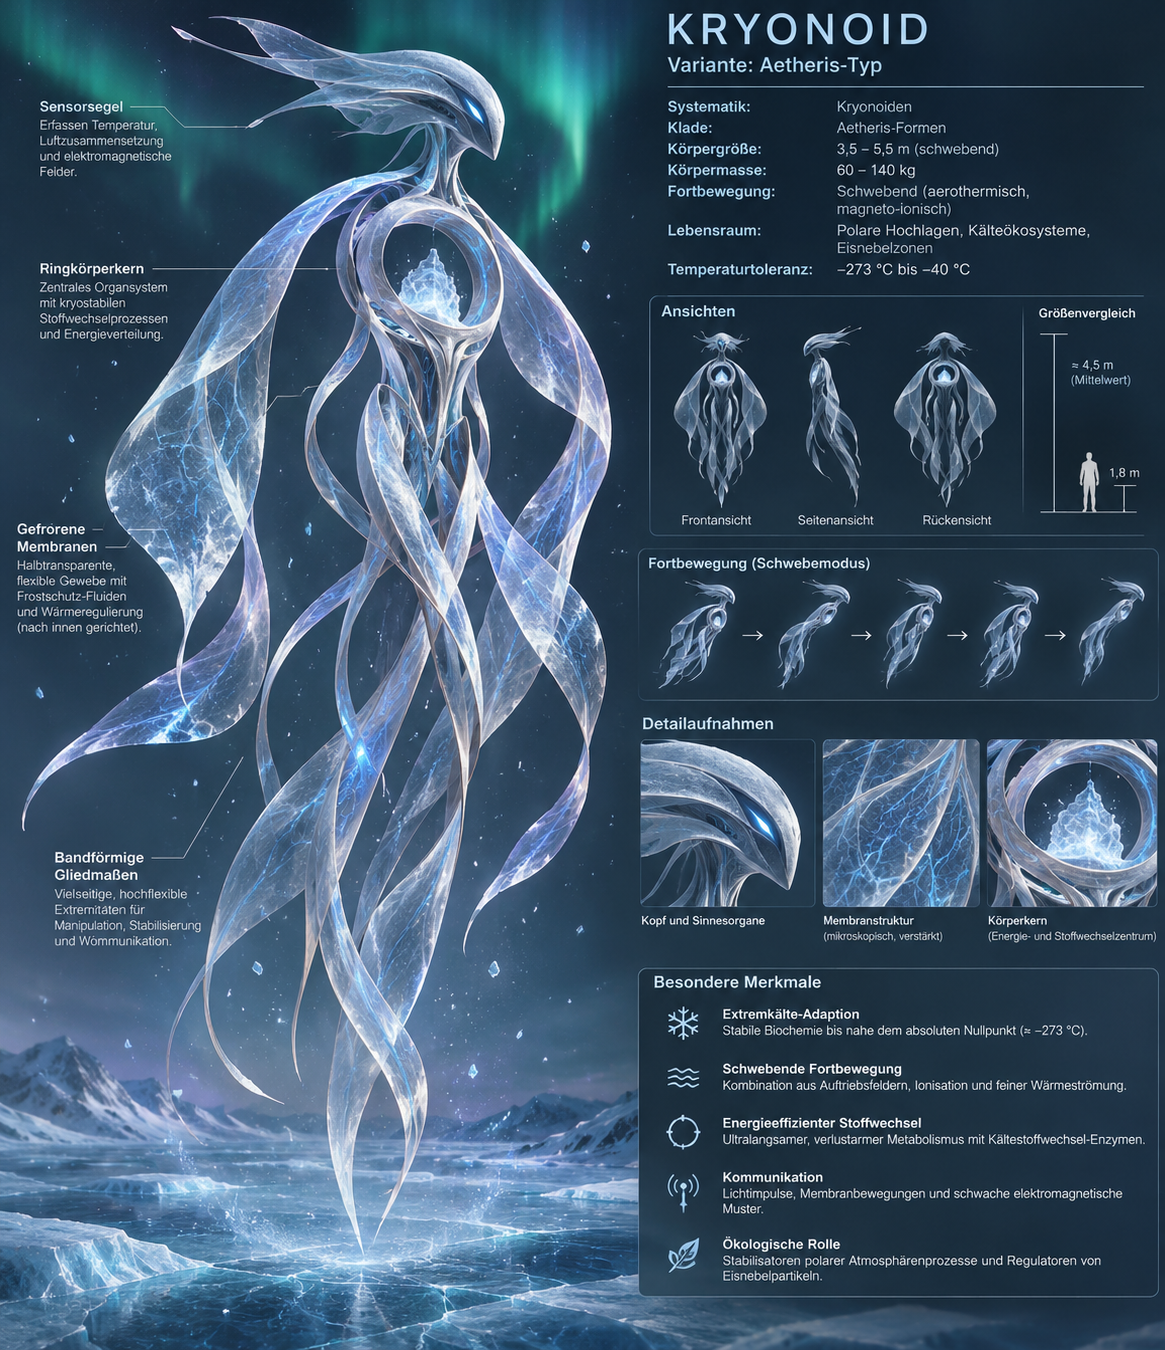 KRYONOID
Variante: Aetheris-Typ
Systematik: Kryonoiden
Klade: Aetheris-Formen
Körpergröße: 3,5 – 5,5 m (schwebend)
Körpermasse: 60 – 140 kg
Fortbewegung: Schwebend (aerothermisch,
magneto-ionisch)
Lebensraum: Polare Hochlagen, Kälteökosysteme,
Eisnebelzonen
Temperaturtoleranz: –273 °C bis –40 °C
Sensorsegel
Erfassen Temperatur,
Luftzusammensetzung
und elektromagnetische
Felder.
Ringkörperkern
Zentrales Organsystem
mit kryostabilen
Stoffwechselprozessen
und Energieverteilung.
Gefrorene
Membranen
Halbtransparente,
flexible Gewebe mit
Frostschutz-Fluiden
und Wärmeregulierung
(nach innen gerichtet).
Bandförmige
Gliedmaßen
Vielseitige, hochflexible
Extremitäten für
Manipulation, Stabilisierung
und Wommunikation.
Ansichten
Frontansicht
Seitenansicht
Rückensicht
Größenvergleich
≈ 4,5 m
(Mittelwert)
1,8 m
Fortbewegung (Schwebemodus)
Detailaufnahmen
Kopf und Sinnesorgane
Membranstruktur
(mikroskopisch, verstärkt)
Körperkern
(Energie- und Stoffwechselzentrum)
Besondere Merkmale
Extremkälte-Adaption
Stabile Biochemie bis nahe dem absoluten Nullpunkt (≈ –273 °C).
Schwebende Fortbewegung
Kombination aus Auftriebsfeldern, Ionisation und feiner Wärmeströmung.
Energieeffizienter Stoffwechsel
Ultralangsamer, verlustarmer Metabolismus mit Kältestoffwechsel-Enzymen.
Kommunikation
Lichtimpulse, Membranbewegungen und schwache elektromagnetische
Muster.
Ökologische Rolle
Stabilisatoren polarer Atmosphärenprozesse und Regulatoren von
Eisnebelpartikeln.